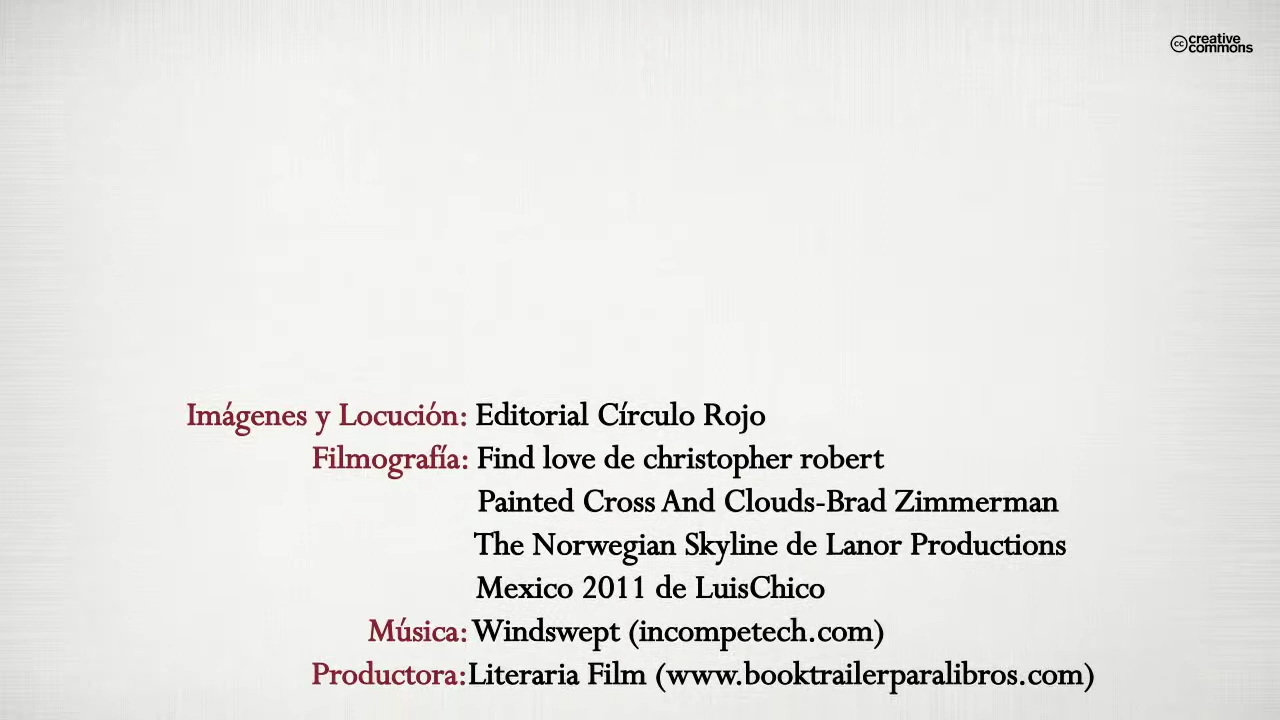 cc creative
commons
Imágenes y Locución: Editorial Círculo Rojo
Filmografía: Find love de christopher robert
Painted Cross And Clouds-Brad Zimmerman
The Norwegian Skyline de Lanor Productions
Mexico 2011 de LuisChico
Música: Windswept (incompetech.com)
Productora: Literaria Film (www.booktrailerparalibros.com)